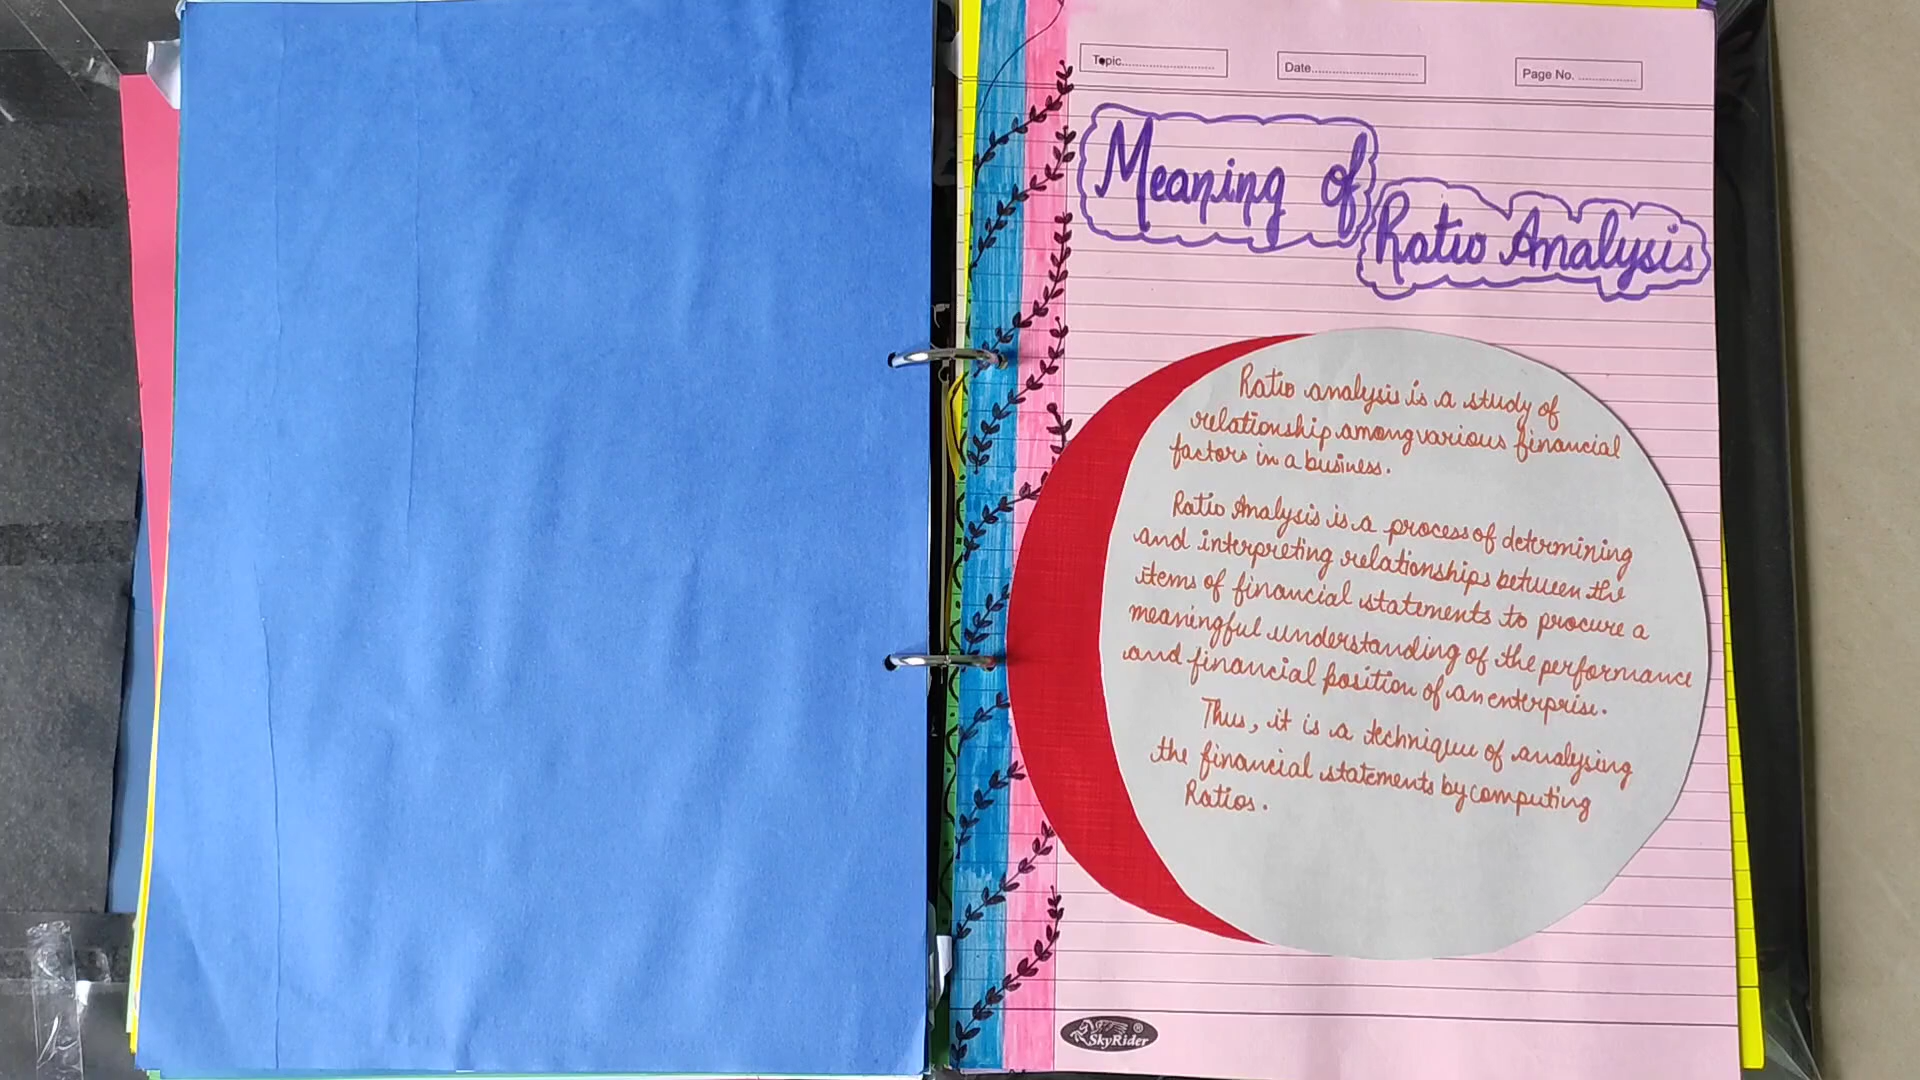 Topic..............................
Date..................................
Page No. ....................
Meaning of
Ratio Analysis
Ratio analysis is a study of
relationship among various financial
factors in a business.
Ratio Analysis is a process of determining
and interpreting relationships between the
items of financial statements to procure a
meaningful understanding of the performance
and financial position of an enterprise.
Thus, it is a technique of analysing
the financial statements by computing
Ratios.
SkyRider ®